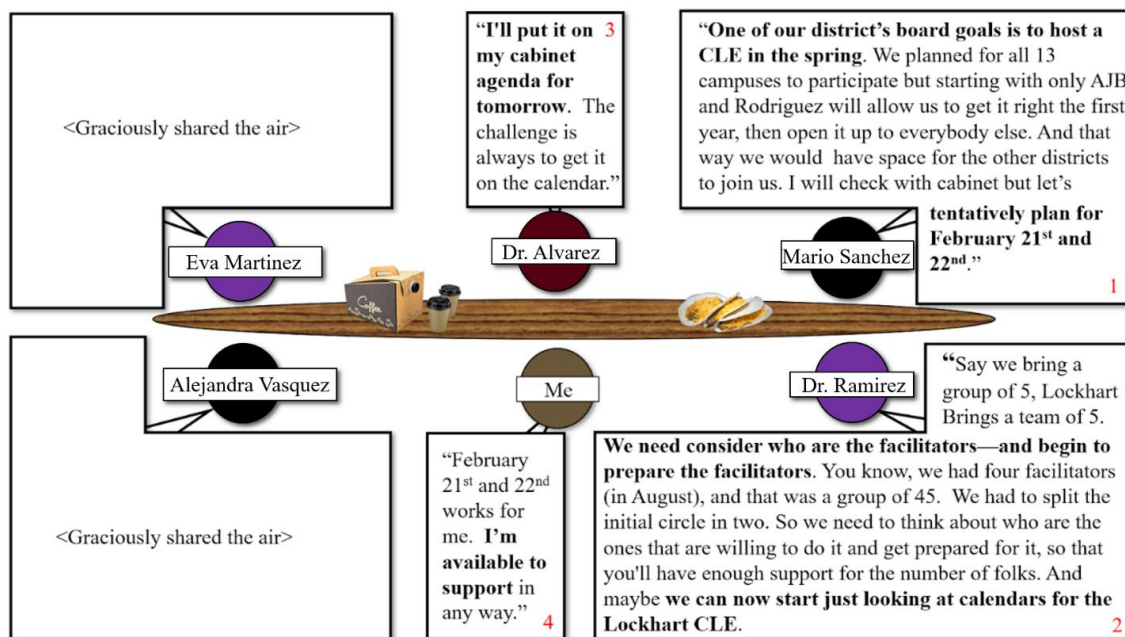 <Graciously shared the air>
Eva Martinez
“I'll put it on 3
my cabinet
agenda for
tomorrow. The
challenge is
always to get it
on the calendar.”
Dr. Alvarez
“One of our district’s board goals is to host a
CLE in the spring. We planned for all 13
campuses to participate but starting with only AJB
and Rodriguez will allow us to get it right the first
year, then open it up to everybody else. And that
way we would have space for the other districts
to join us. I will check with cabinet but let’s
tentatively plan for
February 21st and
22nd.”
1
Mario Sanchez
Coffee
Alejandra Vasquez
<Graciously shared the air>
Me
“February
21st and 22nd
works for
me. I’m
available to
support in
any way.”
4
Dr. Ramirez
“Say we bring a
group of 5, Lockhart
Brings a team of 5.
We need consider who are the facilitators—and begin to
prepare the facilitators. You know, we had four facilitators
(in August), and that was a group of 45. We had to split the
initial circle in two. So we need to think about who are the
ones that are willing to do it and get prepared for it, so that
you'll have enough support for the number of folks. And
maybe we can now start just looking at calendars for the
Lockhart CLE.
2